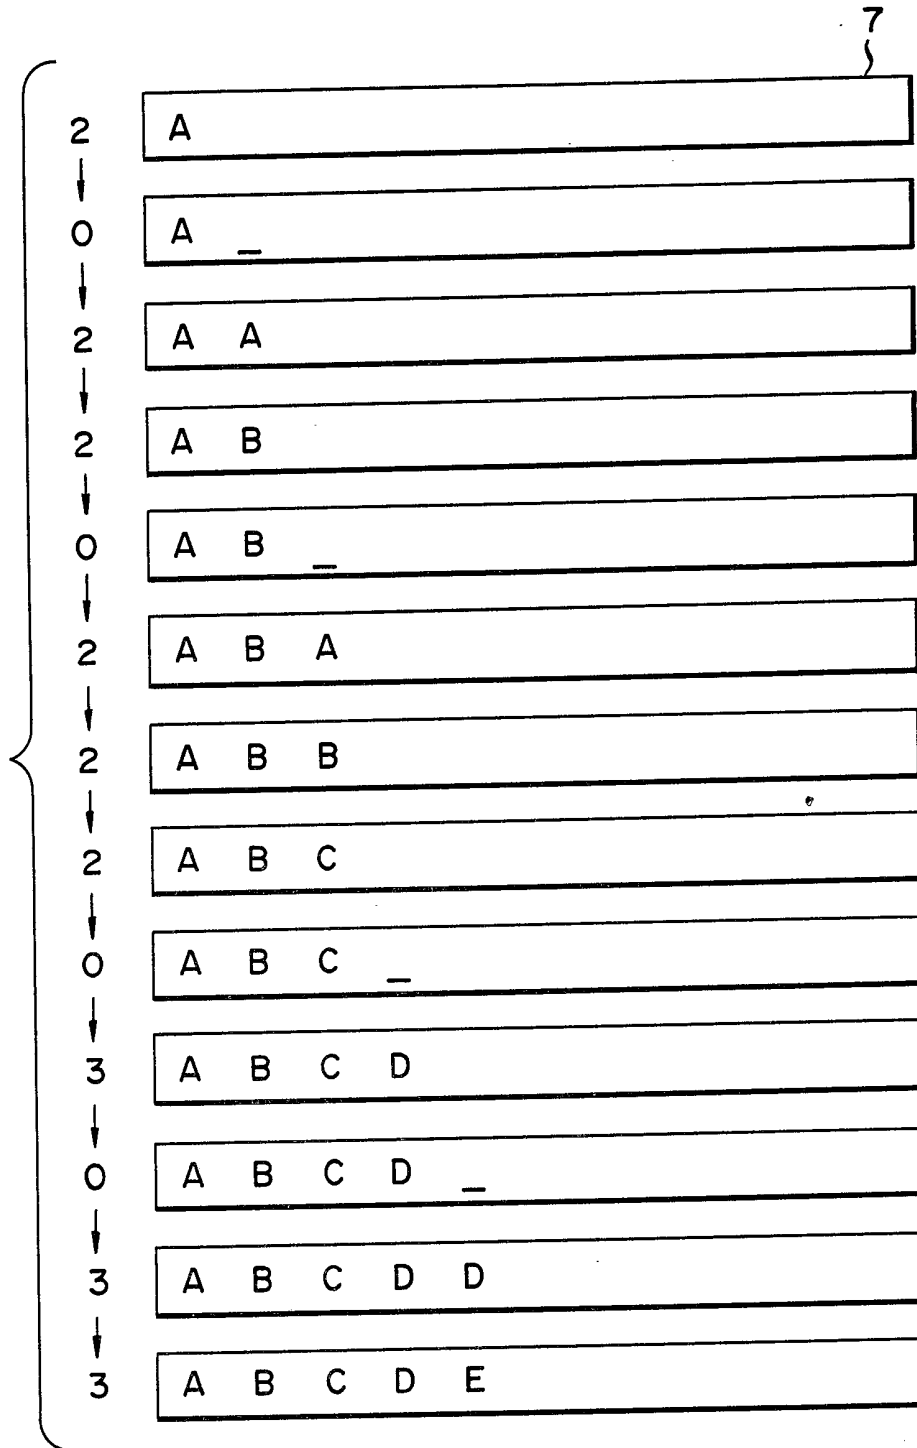 7
2 A
0 A _
2 A A
2 A B
0 A B _
2 A B A
2 A B B
2 A B C
0 A B C _
3 A B C D
0 A B C D _
3 A B C D D
3 A B C D E